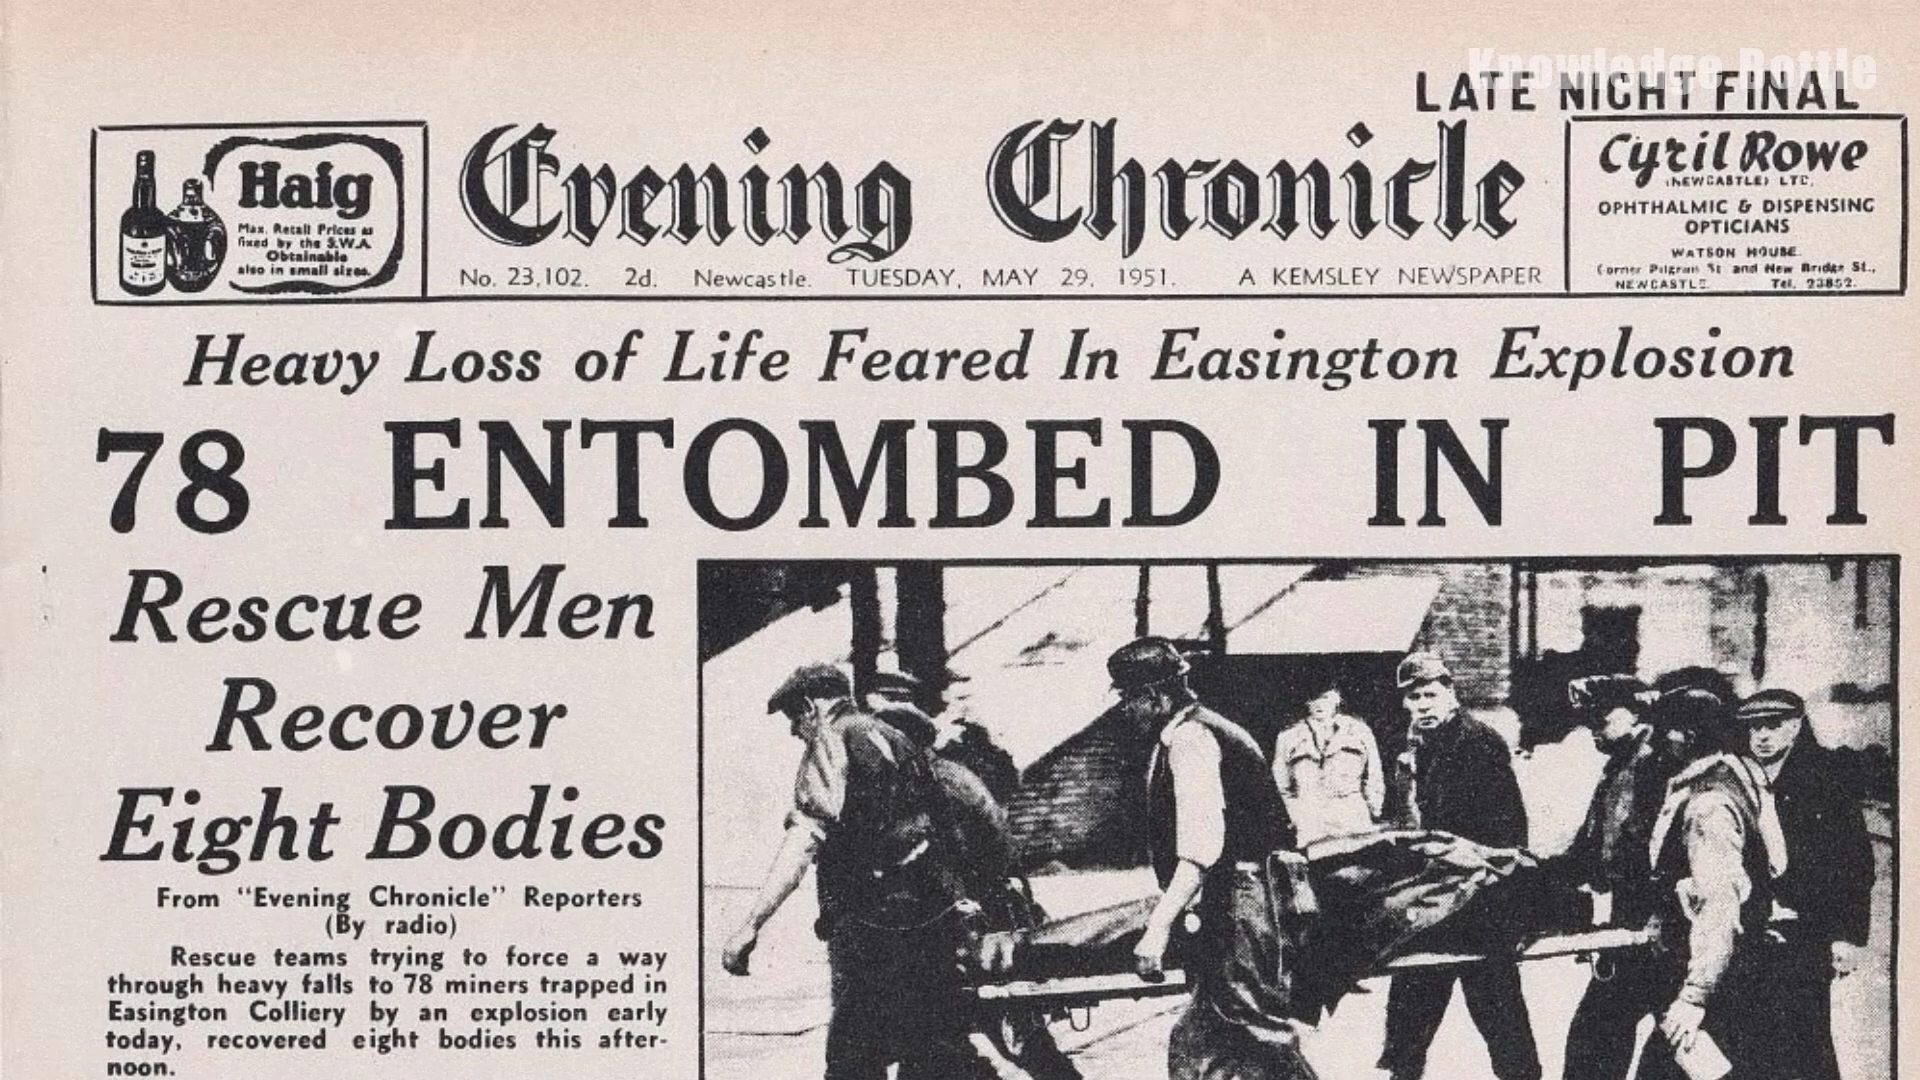 Knowledge Bottle
LATE NIGHT FINAL
Haig
Max. Retail Prices as
fixed by the S.W.A.
Obtainable
also in small sizes.
Evening Chronicle
No. 23,102. 2d. Newcastle. TUESDAY, MAY 29, 1951. A KEMSLEY NEWSPAPER
Cyril Rowe
(NEWCASTLE) LTD.
OPHTHALMIC & DISPENSING
OPTICIANS
WATSON HOUSE.
Corner Pilgrim St. and New Bridge St.,
NEWCASTLE. Tel. 23852.
Heavy Loss of Life Feared In Easington Explosion
78 ENTOMBED IN PIT
Rescue Men
Recover
Eight Bodies
From "Evening Chronicle" Reporters
(By radio)
Rescue teams trying to force a way
through heavy falls to 78 miners trapped in
Easington Colliery by an explosion early
today, recovered eight bodies this after-
noon.